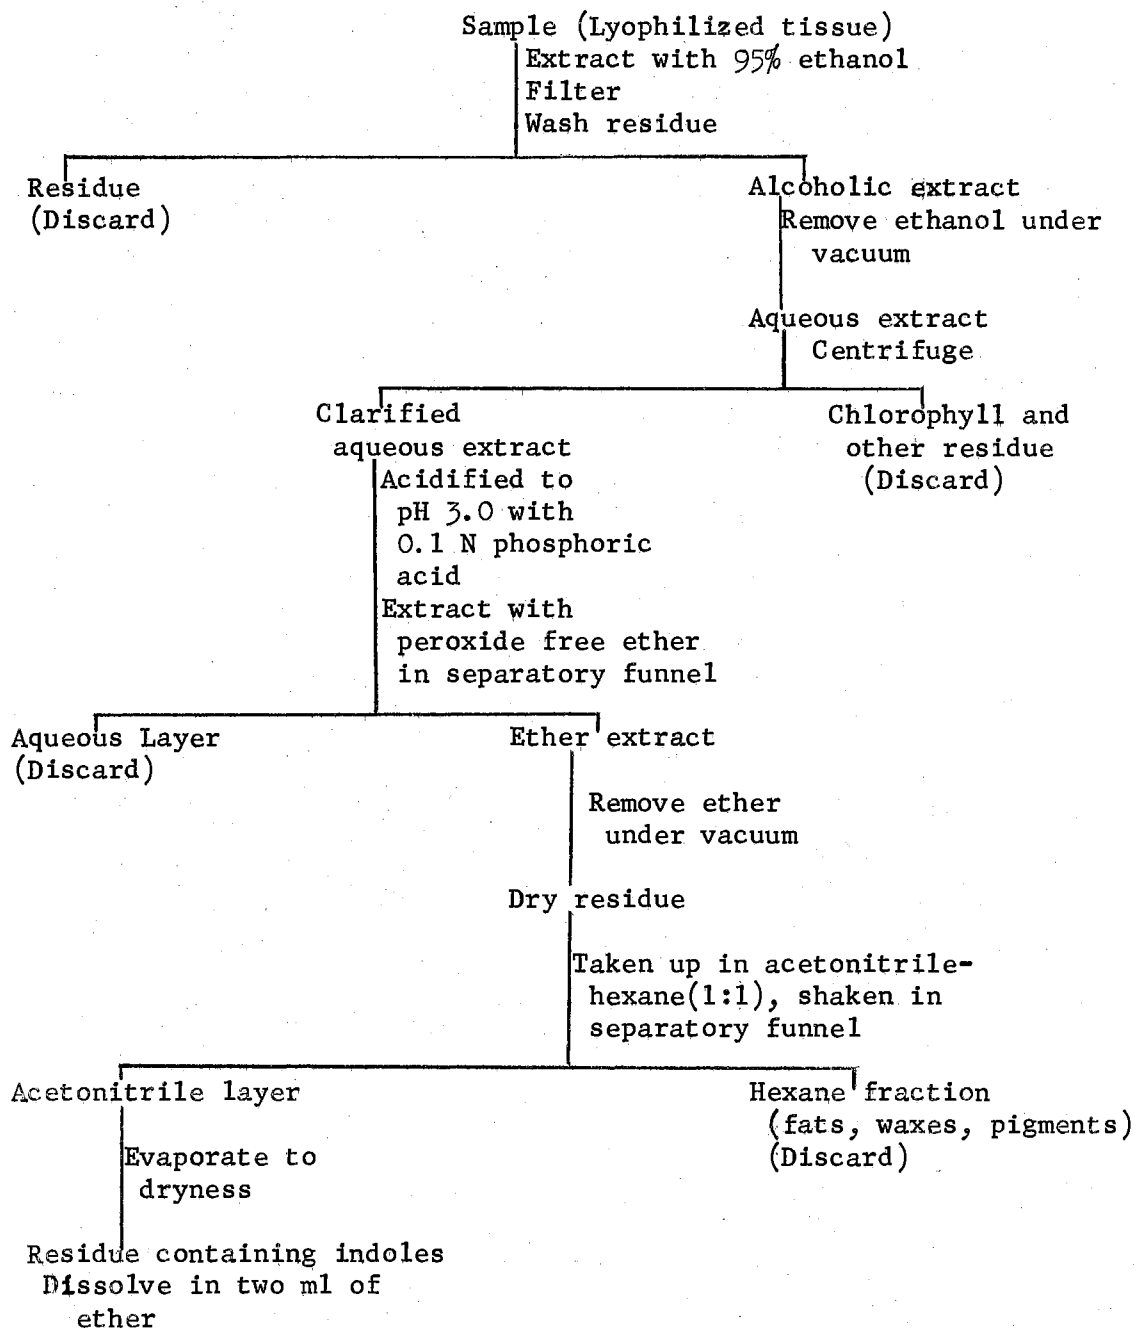 Sample (Lyophilized tissue)
Extract with 95% ethanol
Filter
Wash residue
Residue
(Discard)
Alcoholic extract
Remove ethanol under
vacuum
Aqueous extract
Centrifuge
Clarified
aqueous extract
Acidified to
pH 3.0 with
0.1 N phosphoric
acid
Extract with
peroxide free ether
in separatory funnel
Chlorophyll and
other residue
(Discard)
Aqueous Layer
(Discard)
Ether extract
Remove ether
under vacuum
Dry residue
Taken up in acetonitrile-
hexane(1:1), shaken in
separatory funnel
Acetonitrile layer
Evaporate to
dryness
Residue containing indoles
Dissolve in two ml of
ether
Hexane fraction
(fats, waxes, pigments)
(Discard)